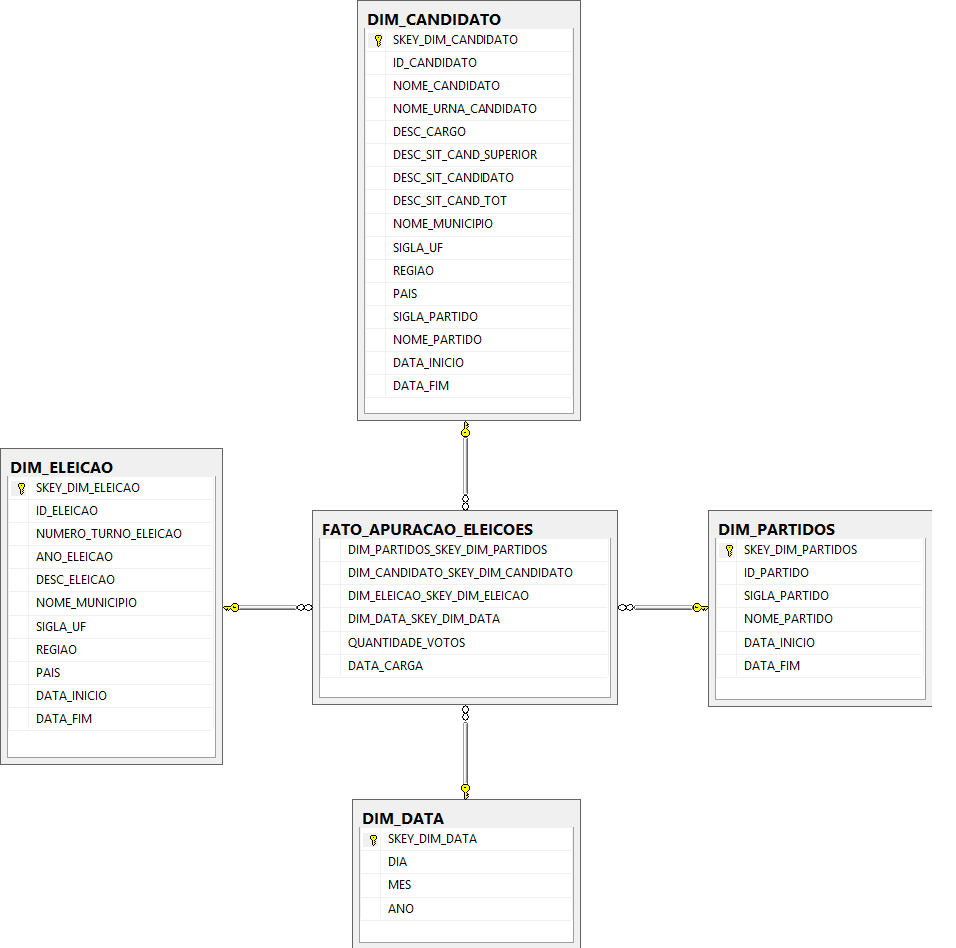 DIM_CANDIDATO
SKEY_DIM_CANDIDATO
ID_CANDIDATO
NOME_CANDIDATO
NOME_URNA_CANDIDATO
DESC_CARGO
DESC_SIT_CAND_SUPERIOR
DESC_SIT_CANDIDATO
DESC_SIT_CAND_TOT
NOME_MUNICIPIO
SIGLA_UF
REGIAO
PAIS
SIGLA_PARTIDO
NOME_PARTIDO
DATA_INICIO
DATA_FIM
DIM_ELEICAO
SKEY_DIM_ELEICAO
ID_ELEICAO
NUMERO_TURNO_ELEICAO
ANO_ELEICAO
DESC_ELEICAO
NOME_MUNICIPIO
SIGLA_UF
REGIAO
PAIS
DATA_INICIO
DATA_FIM
FATO_APURACAO_ELEICOES
DIM_PARTIDOS_SKEY_DIM_PARTIDOS
DIM_CANDIDATO_SKEY_DIM_CANDIDATO
DIM_ELEICAO_SKEY_DIM_ELEICAO
DIM_DATA_SKEY_DIM_DATA
QUANTIDADE_VOTOS
DATA_CARGA
DIM_PARTIDOS
SKEY_DIM_PARTIDOS
ID_PARTIDO
SIGLA_PARTIDO
NOME_PARTIDO
DATA_INICIO
DATA_FIM
DIM_DATA
SKEY_DIM_DATA
DIA
MES
ANO